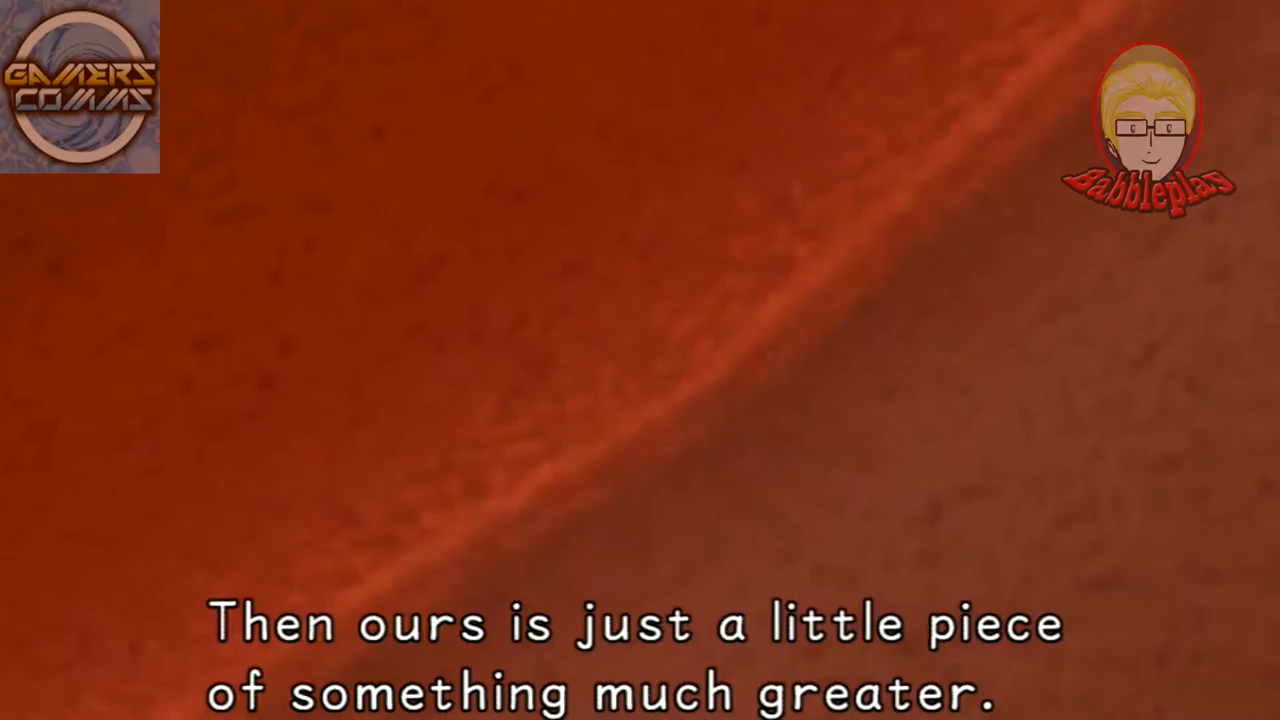 GAMERS
COMMS
Babbleplay
Then ours is just a little piece
of something much greater.